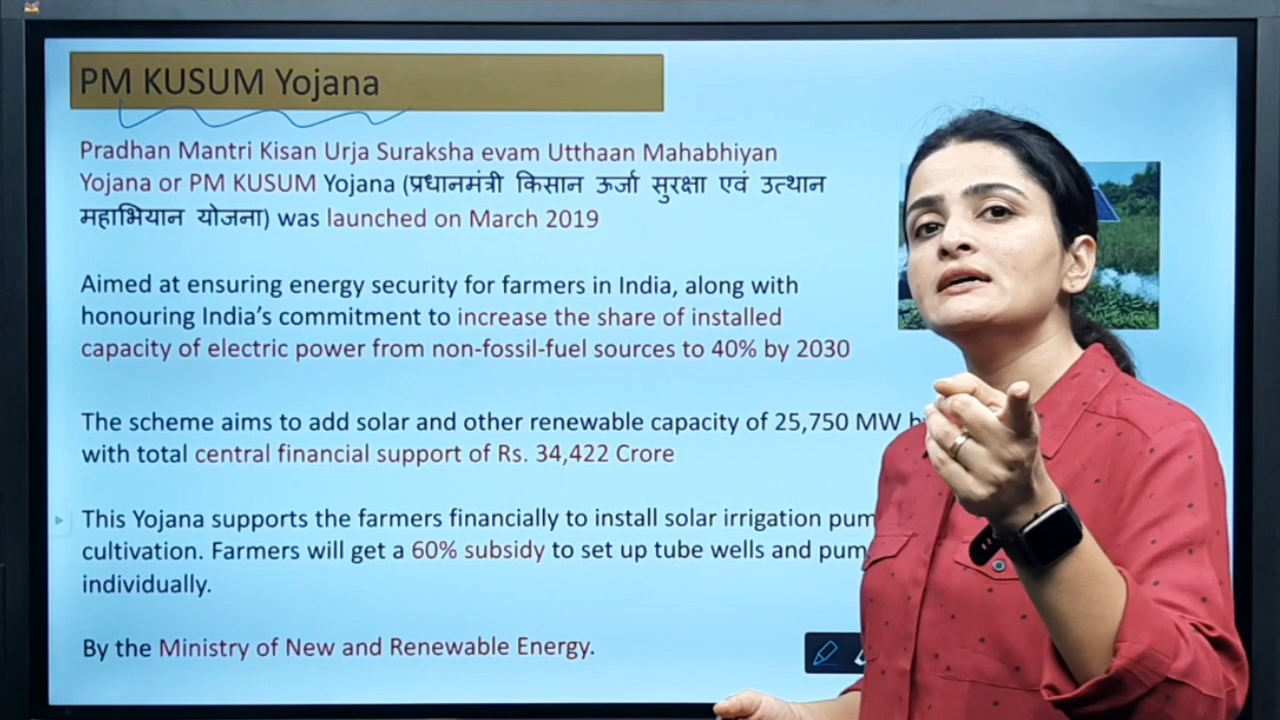 PM KUSUM Yojana
Pradhan Mantri Kisan Urja Suraksha evam Utthaan Mahabhiyan
Yojana or PM KUSUM Yojana (प्रधानमंत्री किसान ऊर्जा सुरक्षा एवं उत्थान
महाभियान योजना) was launched on March 2019
Aimed at ensuring energy security for farmers in India, along with
honouring India’s commitment to increase the share of installed
capacity of electric power from non-fossil-fuel sources to 40% by 2030
The scheme aims to add solar and other renewable capacity of 25,750 MW
with total central financial support of Rs. 34,422 Crore
This Yojana supports the farmers financially to install solar irrigation
cultivation. Farmers will get a 60% subsidy to set up tube wells and
individually.
By the Ministry of New and Renewable Energy.